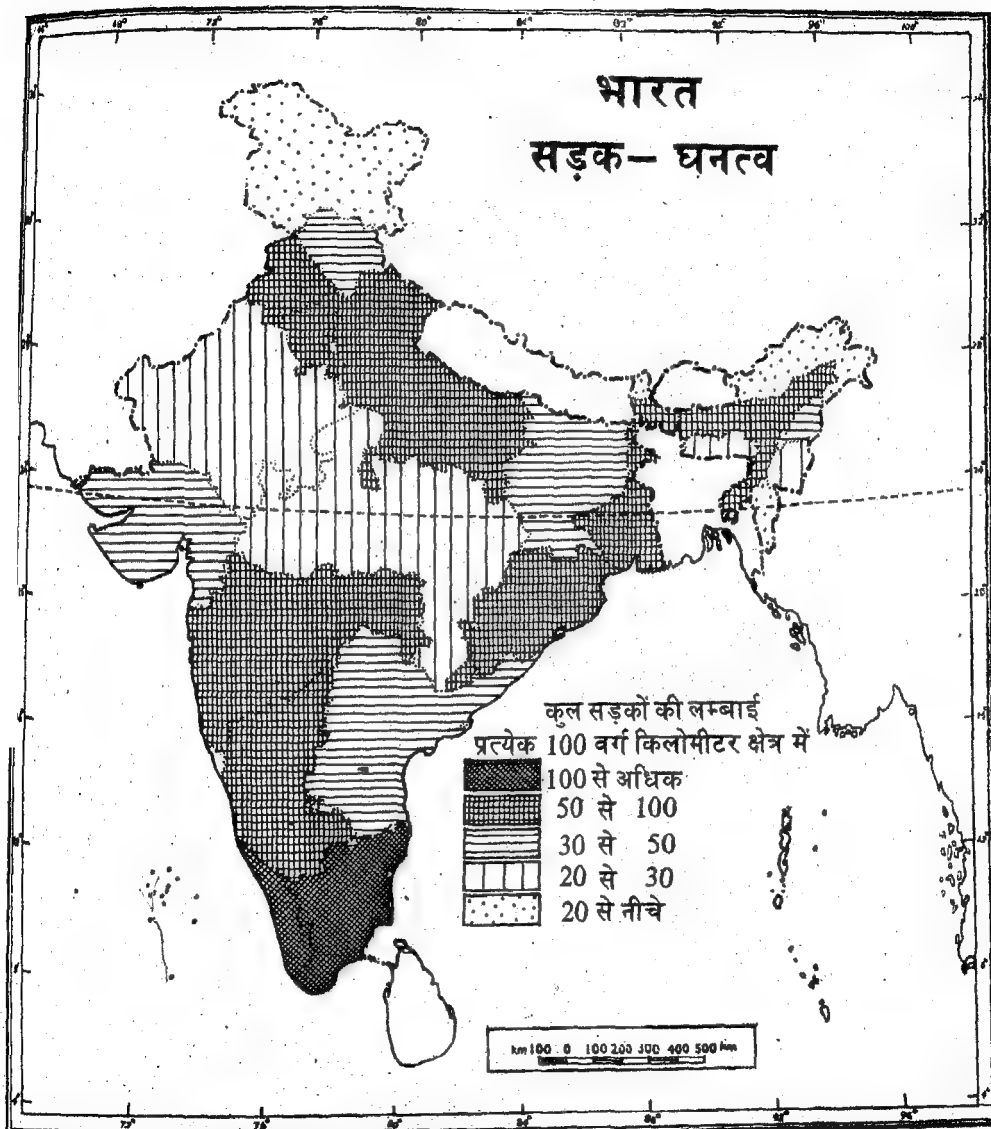 भारत
सड़क – घनत्व
कुल सड़कों की लम्बाई
प्रत्येक 100 वर्ग किलोमीटर क्षेत्र में
100 से अधिक
50 से 100
30 से 50
20 से 30
20 से नीचे
km 100 0 100 200 300 400 500 km